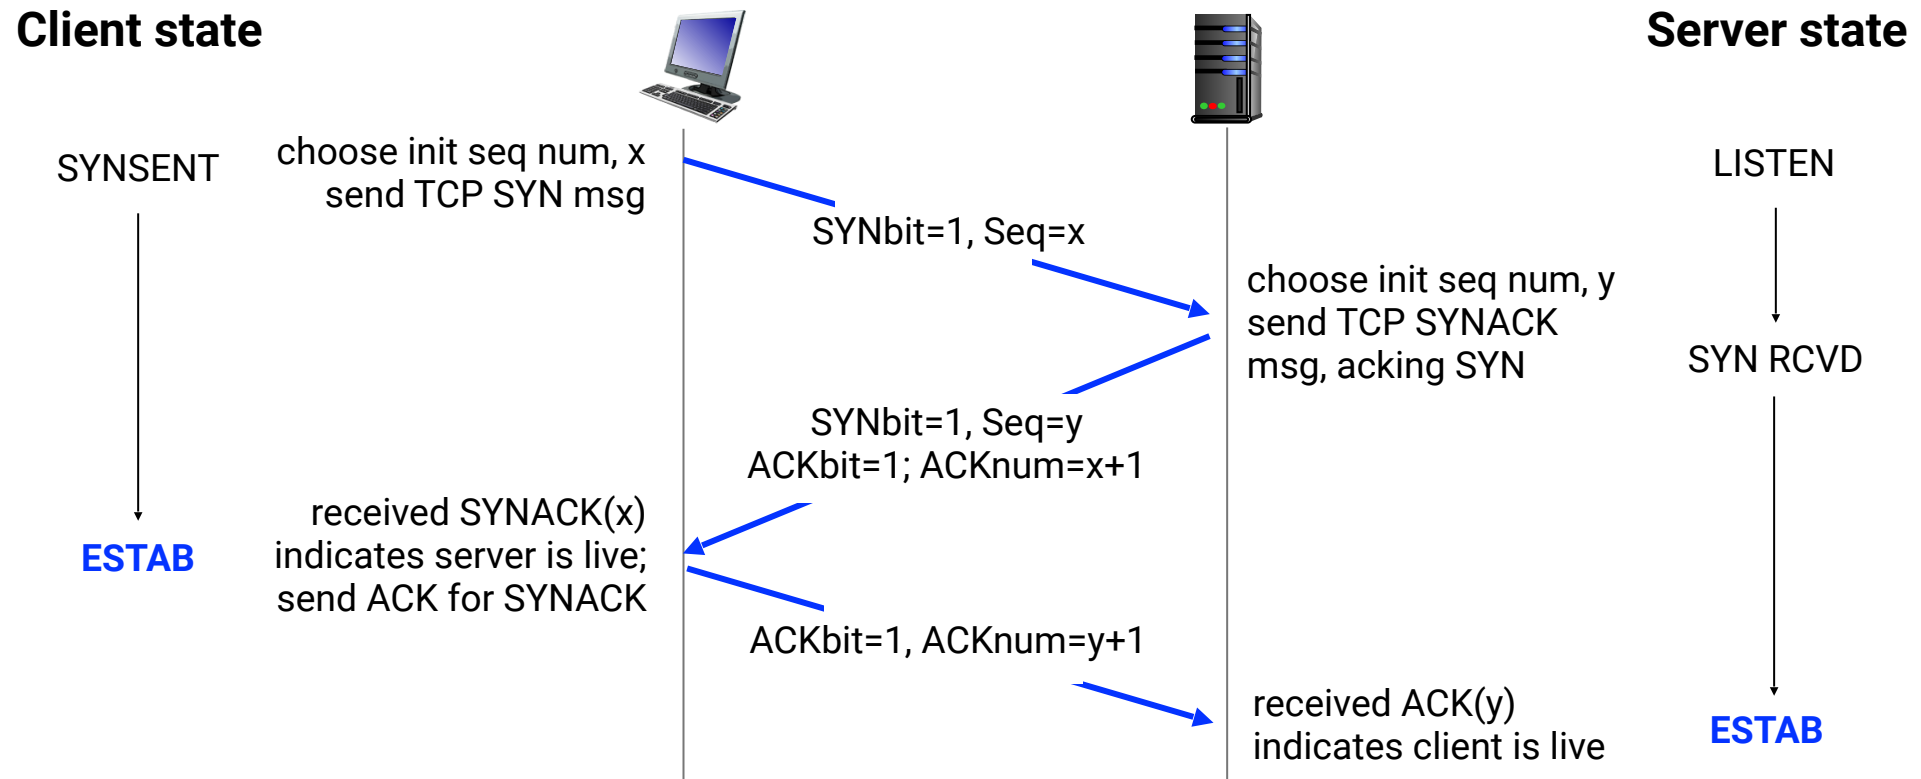 Client state
Server state
SYNSENT
choose init seq num, x
send TCP SYN msg
LISTEN
SYNbit=1, Seq=x
choose init seq num, y
send TCP SYNACK
msg, acking SYN
SYN RCVD
SYNbit=1, Seq=y
ACKbit=1; ACKnum=x+1
received SYNACK(x)
indicates server is live;
send ACK for SYNACK
ESTAB
ACKbit=1, ACKnum=y+1
received ACK(y)
indicates client is live
ESTAB